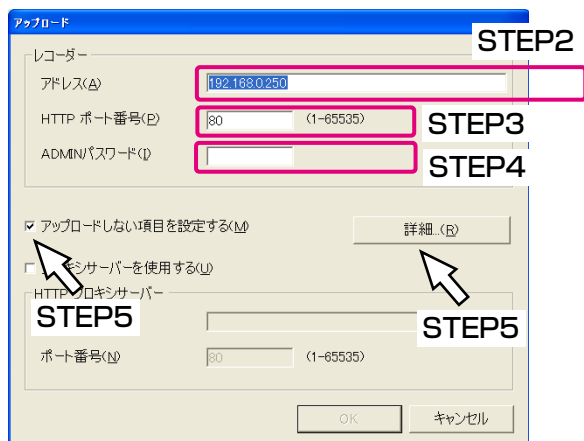 アップロード
STEP2
レコーダー
アドレス(A) 192.168.0.250
HTTP ポート番号(P) 80 (1-65535)
STEP3
ADMINパスワード(I)
STEP4
アップロードしない項目を設定する(M) 詳細...(R)
キシサーバーを使用する(U)
HTTP プロキシサーバー
STEP5
STEP5
ポート番号(N) 80 (1-65535)
OK キャンセル